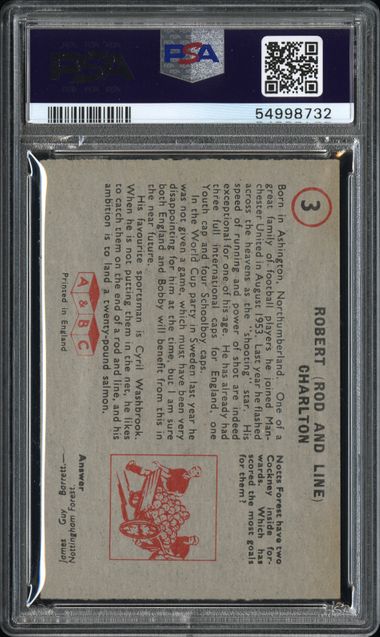 PSA
PSA
54998732
3
ROBERT (ROD AND LINE)
CHARLTON
Born in Ashington, Northumberland. One of a
great family of football players he joined Man-
chester United in August 1953. Last year he flashed
across the heavens as the "shooting" star. His
speed of running and power of shot are indeed
exceptional for one of his age. He has already had
three full international caps for England, one
Youth cap and four Schoolboy caps.
In the World Cup party in Sweden last year he
was not given a game, which must have been very
disappointing for him at the time, but I am sure
both England and Bobby will benefit from this in
the near future.
His favourite sportsman is Cyril Washbrook.
When he is not putting them in the net, he likes
to catch them on the end of a rod and line, and his
ambition is to land a twenty-pound salmon.
A & B C
Printed in England
Notts Forest have two
Cockney inside for-
wards. Which has
scored the most goals
for them?
Answer
James Guy Barrett—
Nottingham Forest.